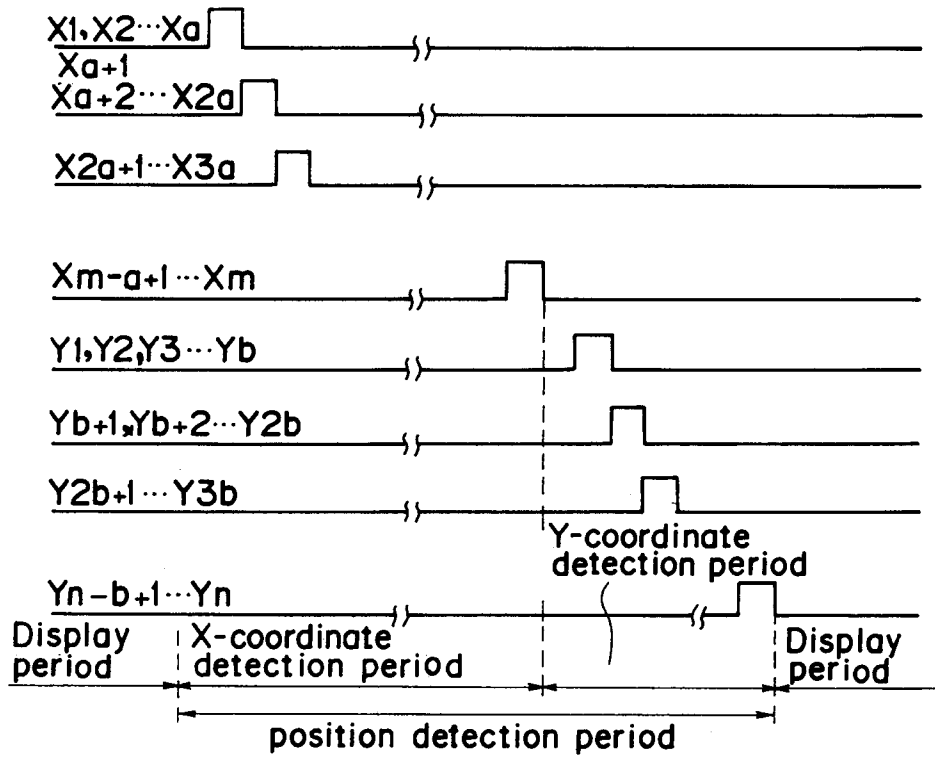 X1,X2···Xa
Xa+1
Xa+2···X2a
X2a+1···X3a
Xm-a+1···Xm
Y1,Y2,Y3···Yb
Yb+1,Yb+2···Y2b
Y2b+1···Y3b
Y-coordinate
detection period
Yn-b+1···Yn
Display
period
X-coordinate
detection period
Display
period
position detection period